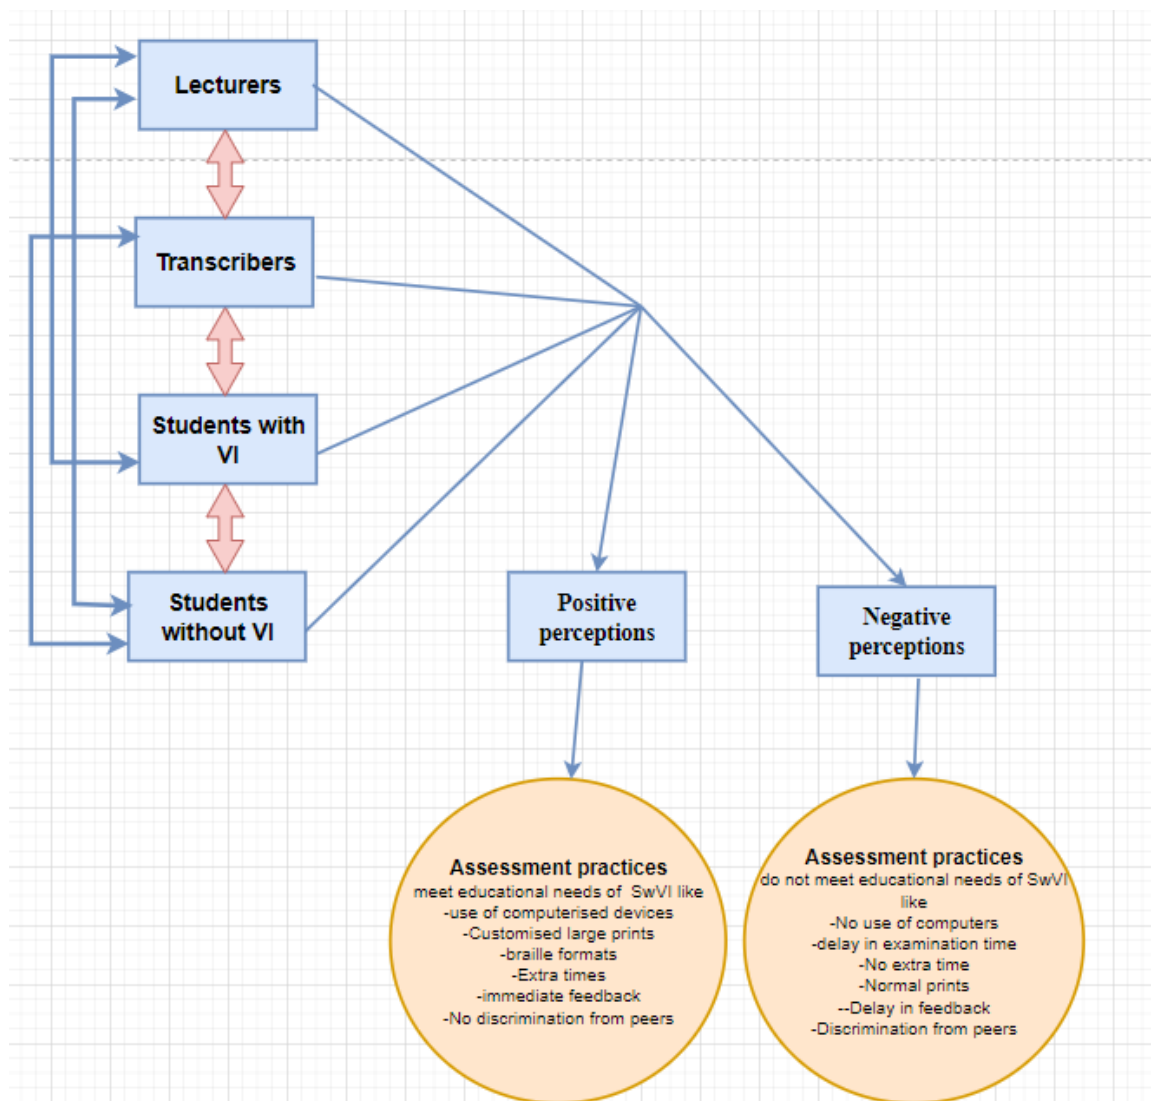 Lecturers
Transcribers
Students with
VI
Students
without VI
Positive
perceptions
Negative
perceptions
Assessment practices
meet educational needs of SwVI like
-use of computerised devices
-Customised large prints
-braille formats
-Extra times
-immediate feedback
-No discrimination from peers
Assessment practices
do not meet educational needs of SwVI
like
-No use of computers
-delay in examination time
-No extra time
-Normal prints
--Delay in feedback
-Discrimination from peers